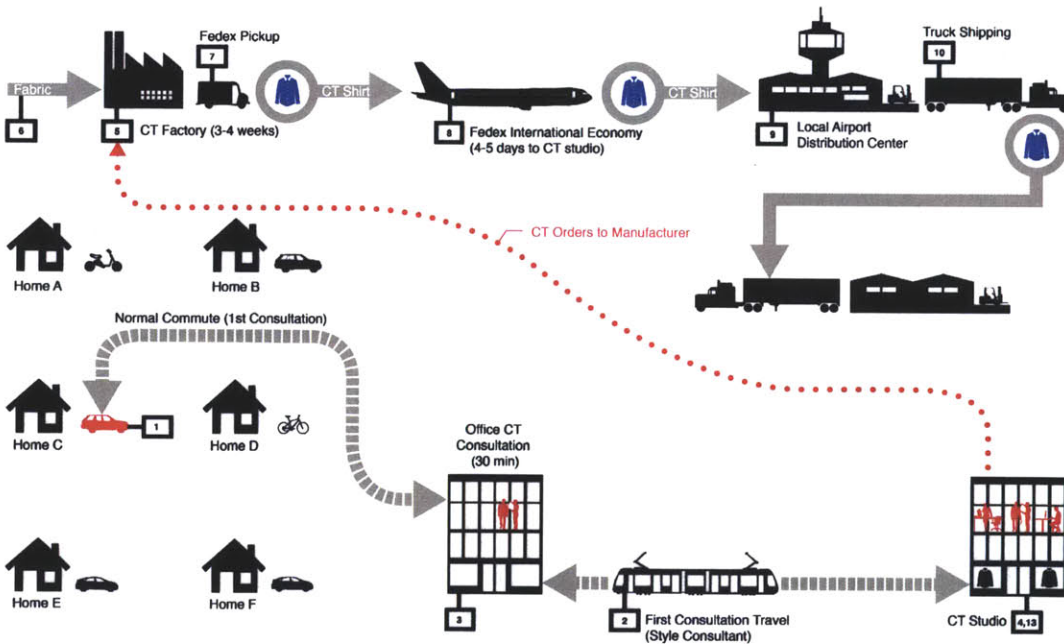 Fedex Pickup
Truck Shipping
7
10
Fabric
CT Shirt
CT Shirt
6
5
CT Factory (3-4 weeks)
8
Fedex International Economy
(4-5 days to CT studio)
9
Local Airport
Distribution Center
CT Orders to Manufacturer
Home A
Home B
Normal Commute (1st Consultation)
1
Home C
Home D
Office CT
Consultation
(30 min)
Home E
Home F
3
2
First Consultation Travel
(Style Consultant)
CT Studio
4,13